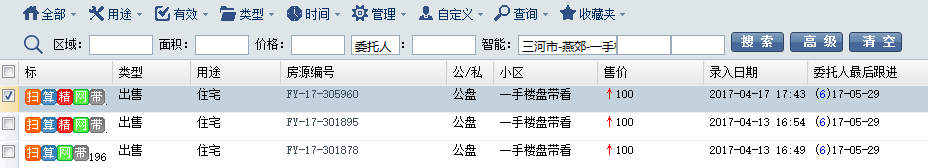 全部 用途 有效 类型 时间 管理 自定义 查询 收藏夹
区域： 面积： 价格： 委托人 ： 智能： 三河市-燕郊-一手 搜 索 高 级 清 空
标 类型 用途 房源编号 公/私 小区 售价 录入日期 委托人最后跟进
扫 算 精 网 带 出售 住宅 FY-17-305960 公盘 一手楼盘带看 ↑100 2017-04-17 17:43 (6)17-05-29
扫 算 精 网 带 出售 住宅 FY-17-301895 公盘 一手楼盘带看 ↑100 2017-04-13 16:54 (6)17-05-29
扫 算 网 带 196 出售 住宅 FY-17-301878 公盘 一手楼盘带看 ↑100 2017-04-13 16:49 (6)17-05-29